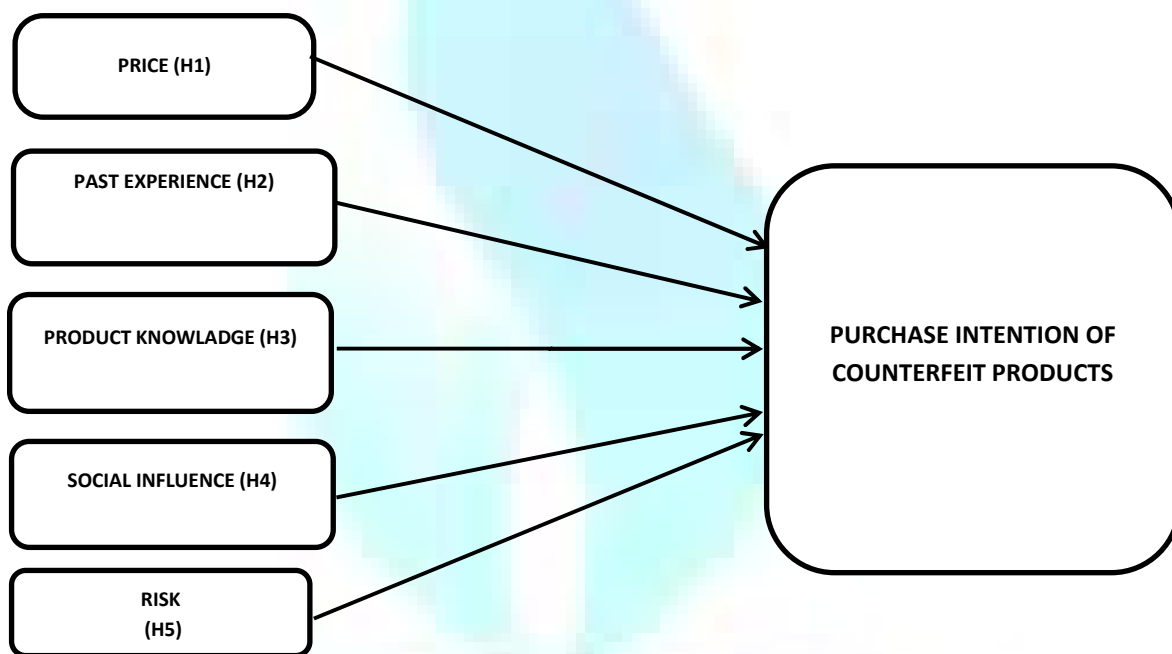 PRICE (H1)
PAST EXPERIENCE (H2)
PRODUCT KNOWLADGE (H3)
SOCIAL INFLUENCE (H4)
RISK
(H5)
PURCHASE INTENTION OF
COUNTERFEIT PRODUCTS